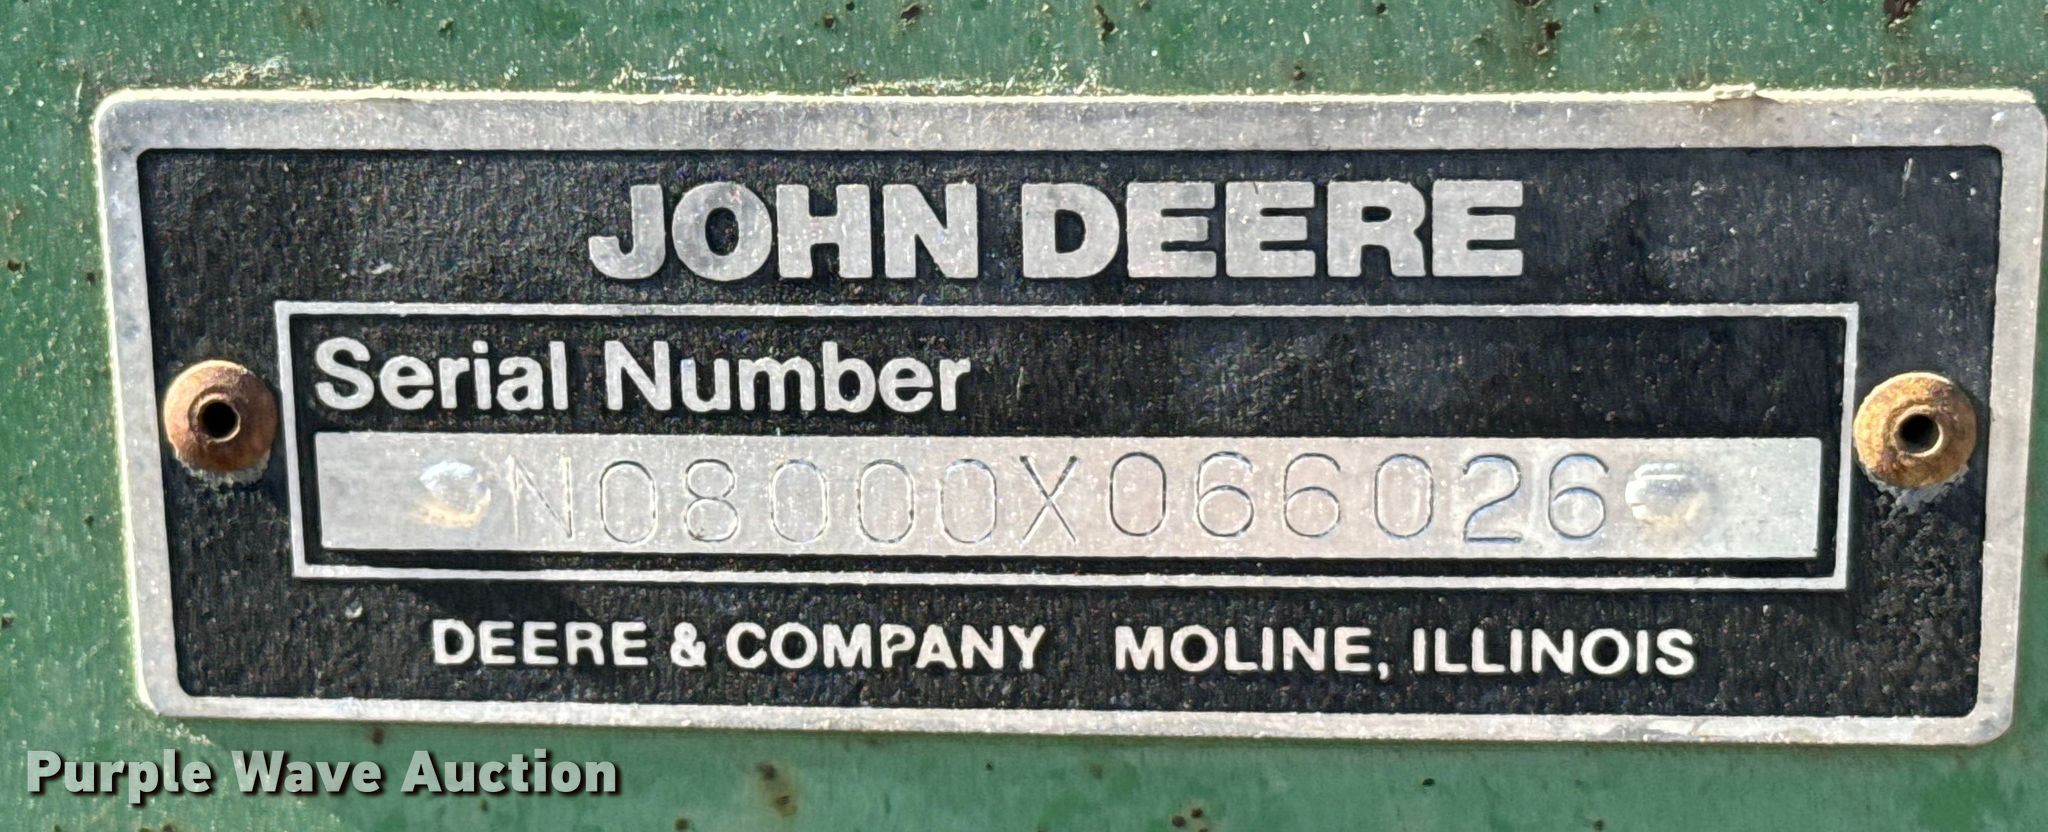 JOHN DEERE
Serial Number
N08000X066026
DEERE & COMPANY MOLINE, ILLINOIS
Purple Wave Auction